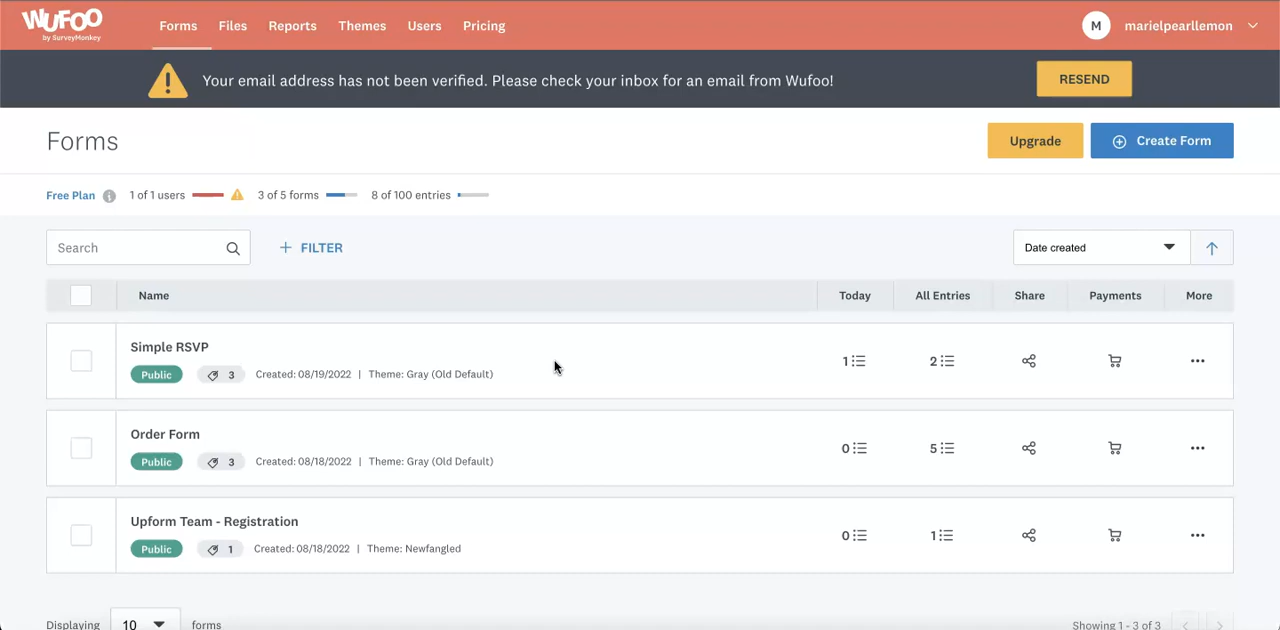 WUFOO
by SurveyMonkey
Forms Files Reports Themes Users Pricing
M marielpearllemon
Your email address has not been verified. Please check your inbox for an email from Wufoo!
RESEND
Forms
Upgrade
Create Form
Free Plan 1 of 1 users 3 of 5 forms 8 of 100 entries
Search
FILTER
Date created
Name Today All Entries Share Payments More
Simple RSVP
Public 3 Created: 08/19/2022 | Theme: Gray (Old Default)
1 2
Order Form
Public 3 Created: 08/18/2022 | Theme: Gray (Old Default)
0 5
Upform Team - Registration
Public 1 Created: 08/18/2022 | Theme: Newfangled
0 1
Displaying 10 forms
Showing 1 - 3 of 3